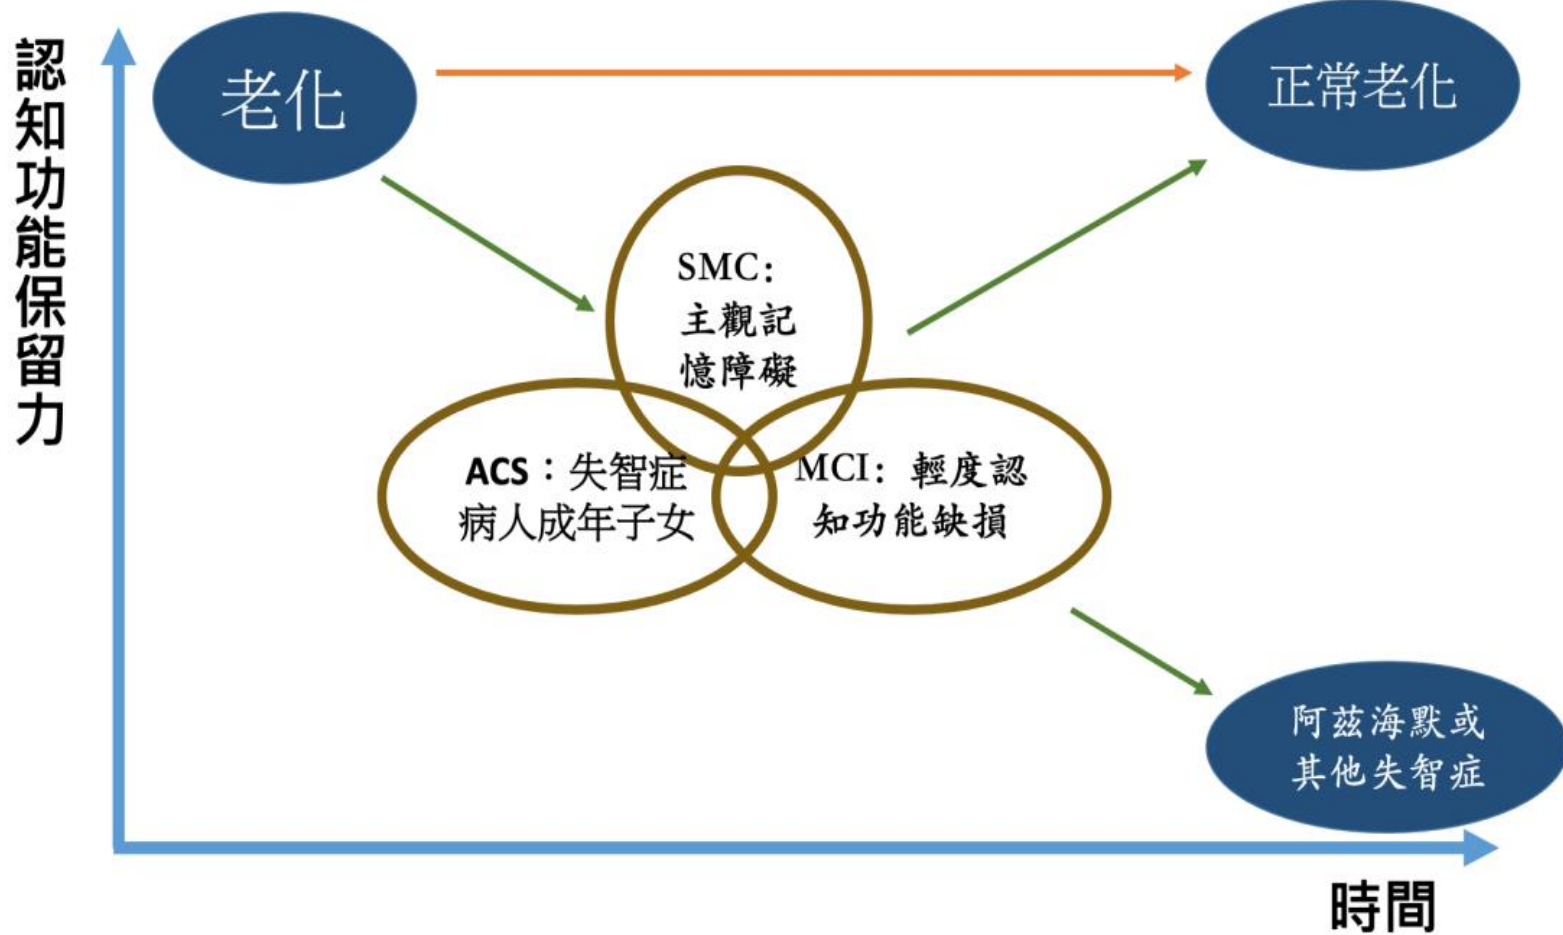 認知功能保留力
老化
正常老化
SMC：
主觀記
憶障礙
ACS：失智症
病人成年子女
MCI：輕度認
知功能缺損
阿茲海默或
其他失智症
時間